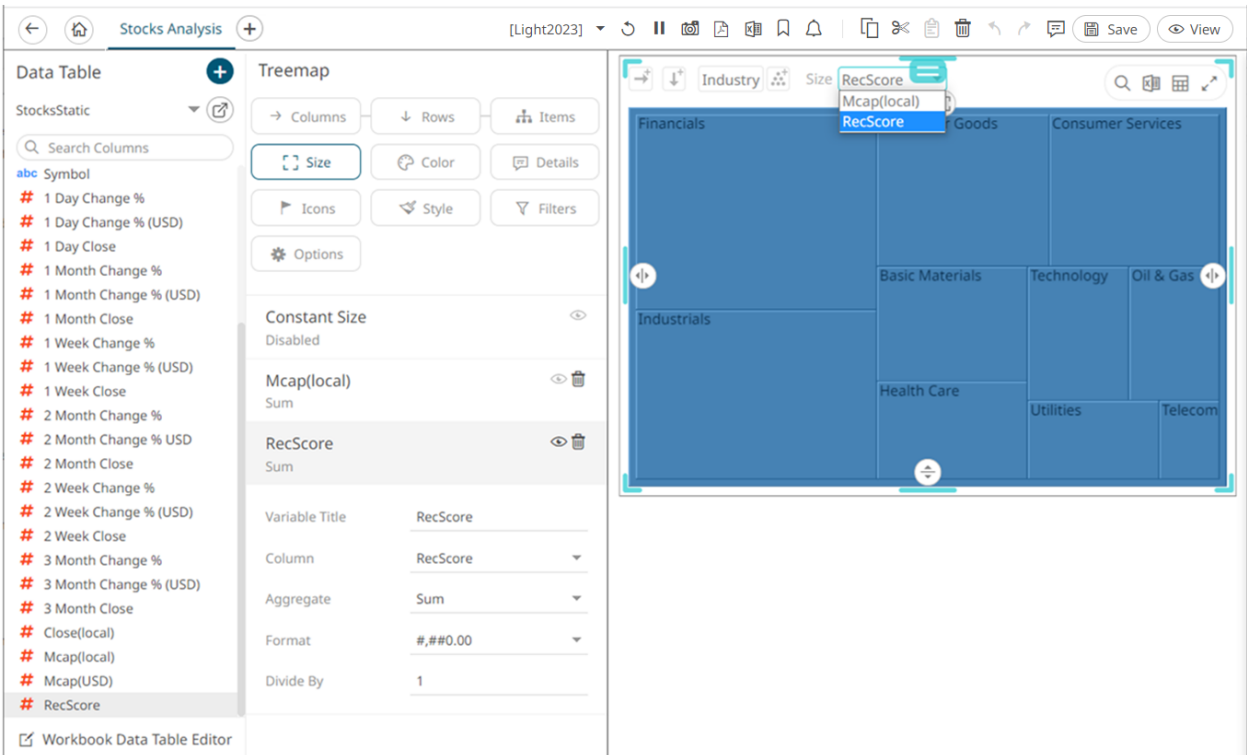 Stocks Analysis
[Light2023]
Save
View
Data Table
StocksStatic
Search Columns
abc Symbol
# 1 Day Change %
# 1 Day Change % (USD)
# 1 Day Close
# 1 Month Change %
# 1 Month Change % (USD)
# 1 Month Close
# 1 Week Change %
# 1 Week Change % (USD)
# 1 Week Close
# 2 Month Change %
# 2 Month Change % USD
# 2 Month Close
# 2 Week Change %
# 2 Week Change % (USD)
# 2 Week Close
# 3 Month Change %
# 3 Month Change % (USD)
# 3 Month Close
# Close(local)
# Mcap(local)
# Mcap(USD)
# RecScore
Workbook Data Table Editor
Treemap
Columns
Rows
Items
Size
Color
Details
Icons
Style
Filters
Options
Constant Size
Disabled
Mcap(local)
Sum
RecScore
Sum
Variable Title RecScore
Column RecScore
Aggregate Sum
Format #,##0.00
Divide By 1
Industry
Size RecScore
Mcap(local)
RecScore
Financials
Goods
Consumer Services
Basic Materials
Technology
Oil & Gas
Industrials
Health Care
Utilities
Telecom